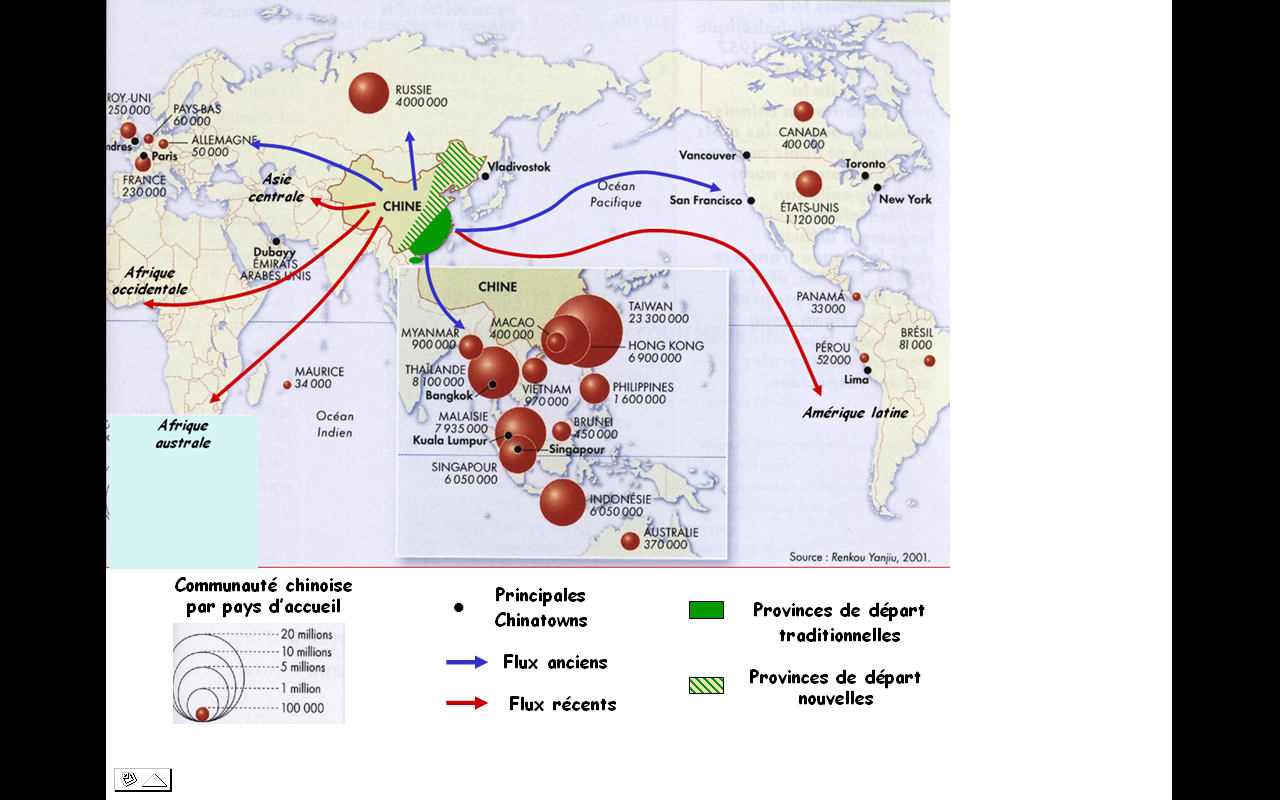 RUSSIE
4 000 000
ROY.-UNI
250 000
PAYS-BAS
60 000
ALLEMAGNE
50 000
ndres
Paris
FRANCE
230 000
Asie
centrale
CHINE
Vladivostok
Océan
Pacifique
Vancouver
San Francisco
CANADA
400 000
Toronto
New York
ÉTATS-UNIS
1 120 000
Dubayy
ÉMIRATS
ARABES UNIS
Afrique
occidentale
MAURICE
34 000
Océan
Indien
Afrique
australe
CHINE
TAIWAN
23 300 000
MACAO
400 000
HONG KONG
6 900 000
MYANMAR
900 000
THAÏLANDE
8 100 000
Bangkok
VIETNAM
970 000
PHILIPPINES
1 600 000
MALAISIE
7 935 000
Kuala Lumpur
BRUNEI
450 000
Singapour
SINGAPOUR
6 050 000
INDONÉSIE
6 050 000
AUSTRALIE
370 000
PANAMÁ
33 000
PÉROU
52 000
Lima
BRÉSIL
81 000
Amérique latine
Source : Renkou Yanjiu, 2001.
Communauté chinoise
par pays d'accueil
20 millions
10 millions
5 millions
1 million
100 000
Principales
Chinatowns
Flux anciens
Flux récents
Provinces de départ
traditionnelles
Provinces de départ
nouvelles